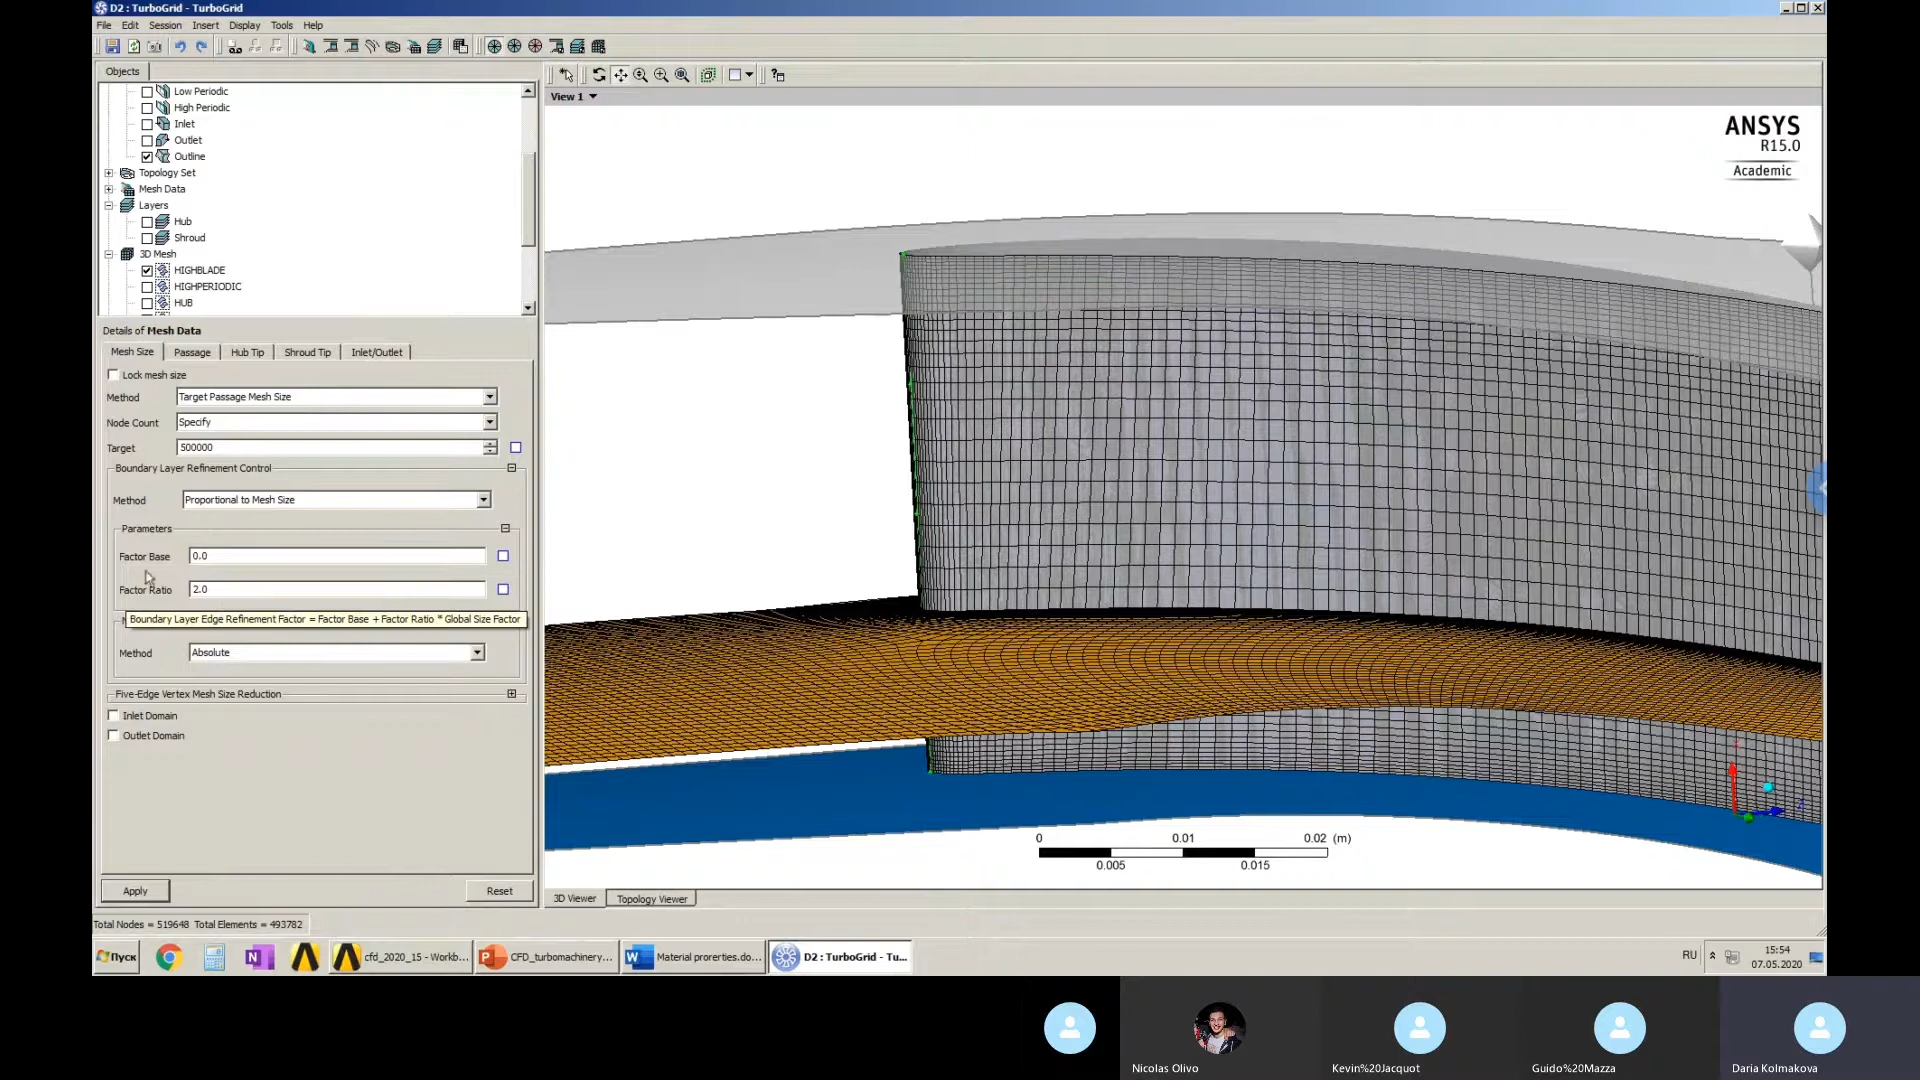 D2 : TurboGrid - TurboGrid
File Edit Session Insert Display Tools Help
Objects
Low Periodic
High Periodic
Inlet
Outlet
Outline
Topology Set
Mesh Data
Layers
Hub
Shroud
3D Mesh
HIGHBLADE
HIGHPERIODIC
HUB
Details of Mesh Data
Mesh Size Passage Hub Tip Shroud Tip Inlet/Outlet
Lock mesh size
Method Target Passage Mesh Size
Node Count Specify
Target 500000
Boundary Layer Refinement Control
Method Proportional to Mesh Size
Parameters
Factor Base 0.0
Factor Ratio 2.0
Boundary Layer Edge Refinement Factor = Factor Base + Factor Ratio * Global Size Factor
Method Absolute
Five-Edge Vertex Mesh Size Reduction
Inlet Domain
Outlet Domain
Apply Reset
Total Nodes = 519648 Total Elements = 493782
View 1
ANSYS
R15.0
Academic
0 0.01 0.02 (m)
0.005 0.015
3D Viewer Topology Viewer
Пуск
cfd_2020_15 - Workb...
CFD_turbomachinery...
Material prorerties.do...
D2 : TurboGrid - Tu...
RU
15:54
07.05.2020
Nicolas Olivo
Kevin%20Jacquot
Guido%20Mazza
Daria Kolmakova